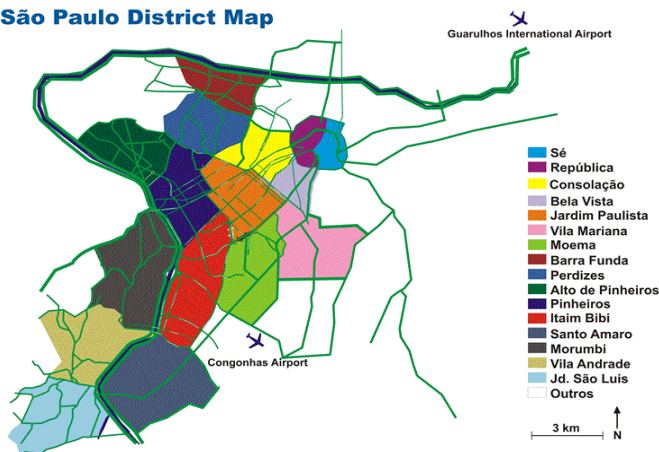 São Paulo District Map
Guarulhos International Airport
Sé
República
Consolação
Bela Vista
Jardim Paulista
Vila Mariana
Moema
Barra Funda
Perdizes
Alto de Pinheiros
Pinheiros
Itaim Bibi
Santo Amaro
Morumbi
Vila Andrade
Jd. São Luis
Outros
Congonhas Airport
3 km
N